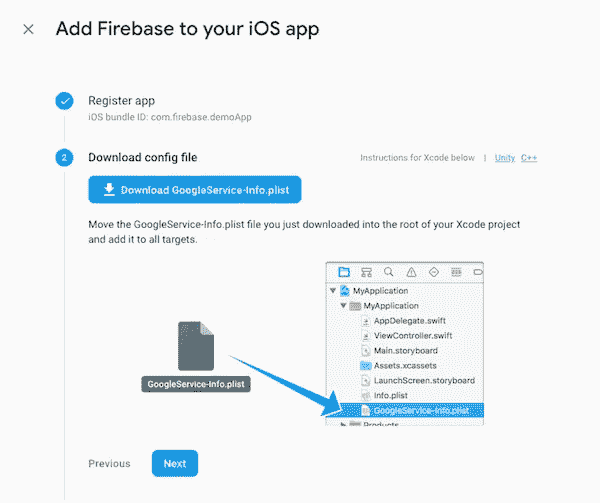 Add Firebase to your iOS app
Register app
iOS bundle ID: com.firebase.demoApp
2
Download config file
Instructions for Xcode below | Unity C++
Download GoogleService-Info.plist
Move the GoogleService-Info.plist file you just downloaded into the root of your Xcode project
and add it to all targets.
MyApplication
MyApplication
AppDelegate.swift
ViewController.swift
Main.storyboard
Assets.xcassets
LaunchScreen.storyboard
Info.plist
GoogleService-Info.plist
Products
GoogleService-Info.plist
Previous
Next